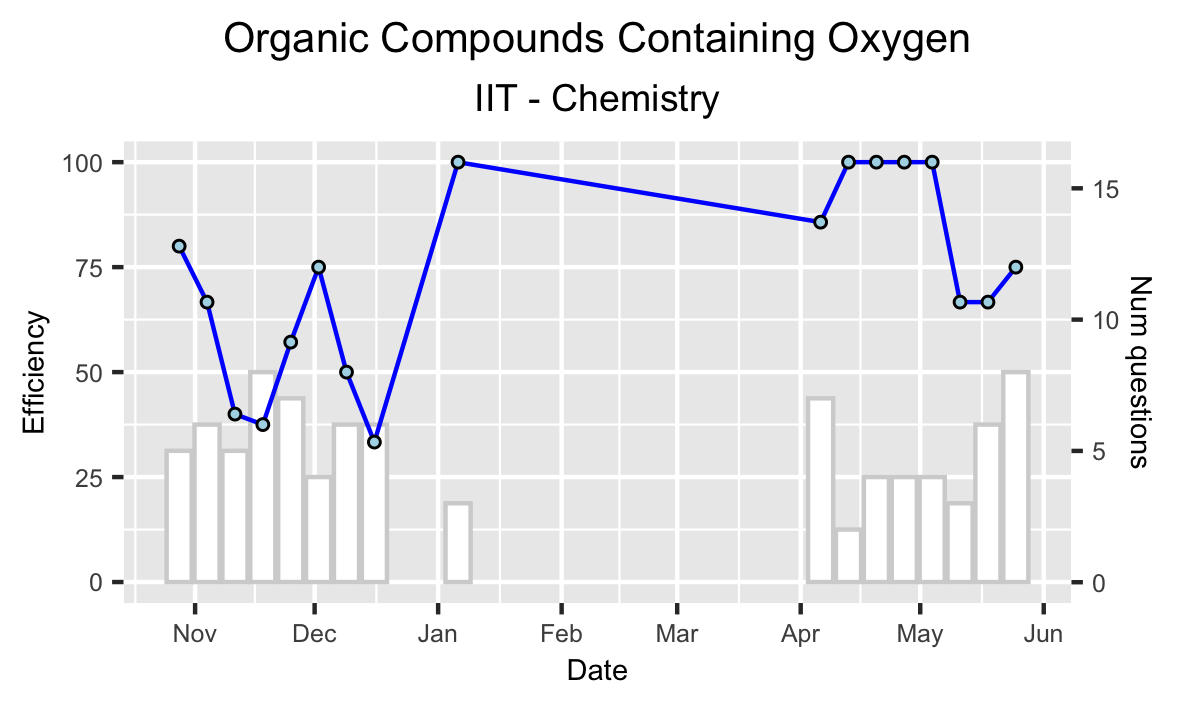 Organic Compounds Containing Oxygen
IIT - Chemistry
Efficiency
100
75
50
25
0
Num questions
15
10
5
0
Nov Dec Jan Feb Mar Apr May Jun
Date